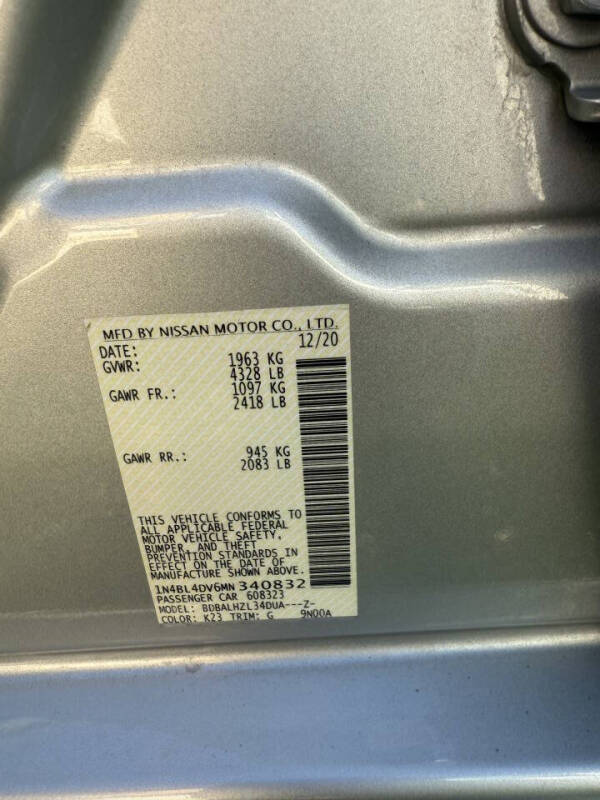 MFD BY NISSAN MOTOR CO., LTD.
DATE: 12/20
GVWR: 1963 KG
4328 LB
GAWR FR.: 1097 KG
2418 LB
GAWR RR.: 945 KG
2083 LB
THIS VEHICLE CONFORMS TO
ALL APPLICABLE FEDERAL
MOTOR VEHICLE SAFETY,
BUMPER, AND THEFT
PREVENTION STANDARDS IN
EFFECT ON THE DATE OF
MANUFACTURE SHOWN ABOVE.
1N4BL4DV6MN340832
PASSENGER CAR 608323
MODEL: BDBALHZL34DUA---Z-
COLOR: K23 TRIM: G 9N00A